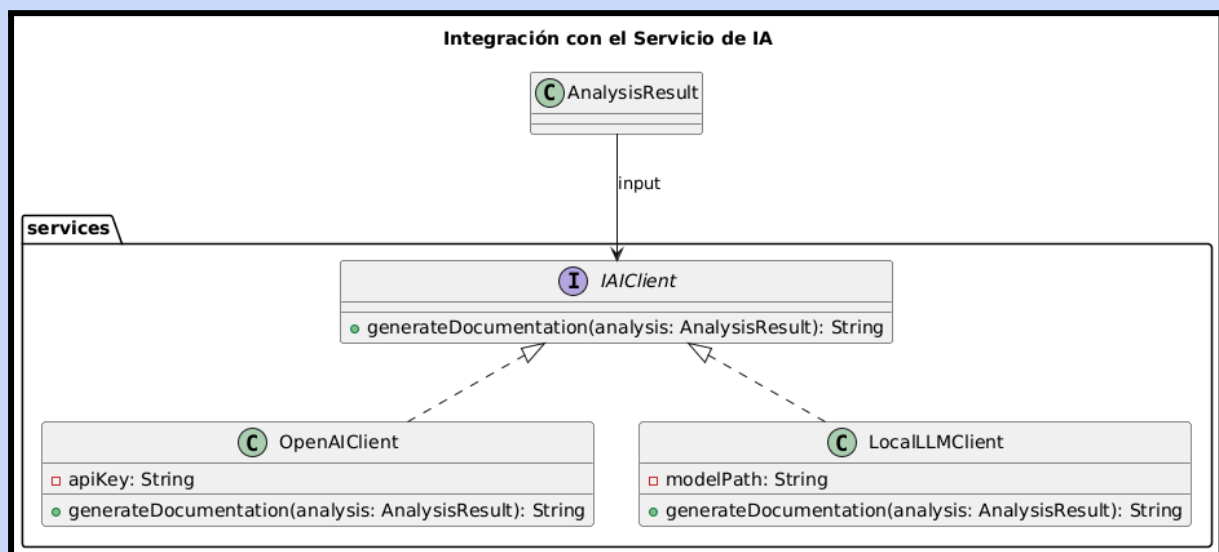 Integración con el Servicio de IA
C AnalysisResult
input
services
I IAIClient
generateDocumentation(analysis: AnalysisResult): String
C OpenAIClient
apiKey: String
generateDocumentation(analysis: AnalysisResult): String
C LocalLLMClient
modelPath: String
generateDocumentation(analysis: AnalysisResult): String